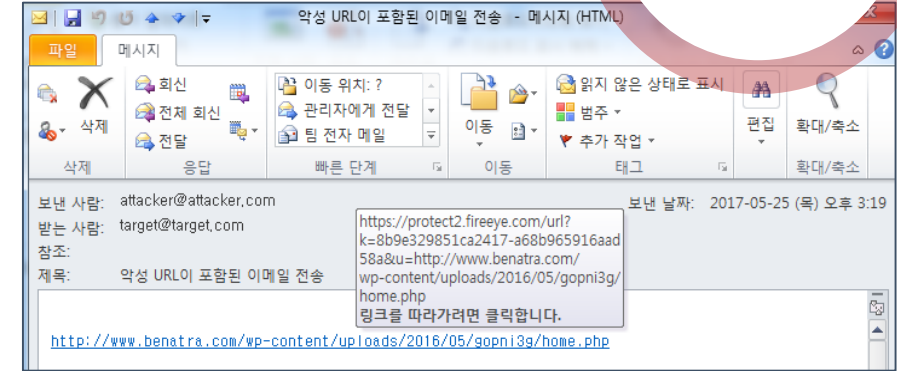 악성 URL이 포함된 이메일 전송 - 메시지 (HTML)
파일 메시지
삭제
회신
전체 회신
전달
이동 위치: ?
관리자에게 전달
팀 전자 메일
이동
읽지 않은 상태로 표시
범주
추가 작업
편집
확대/축소
삭제 응답 빠른 단계 이동 태그 확대/축소
보낸 사람: attacker@attacker,com 보낸 날짜: 2017-05-25 (목) 오후 3:19
받는 사람: target@target,com
참조:
제목: 악성 URL이 포함된 이메일 전송
https://protect2.fireeye.com/url?
k=8b9e329851ca2417-a68b965916aad
58a&u=http://www.benatra.com/
wp-content/uploads/2016/05/gopni3g/
home.php
링크를 따라가려면 클릭합니다.
http://www.benatra.com/wp-content/uploads/2016/05/gopni3g/home.php